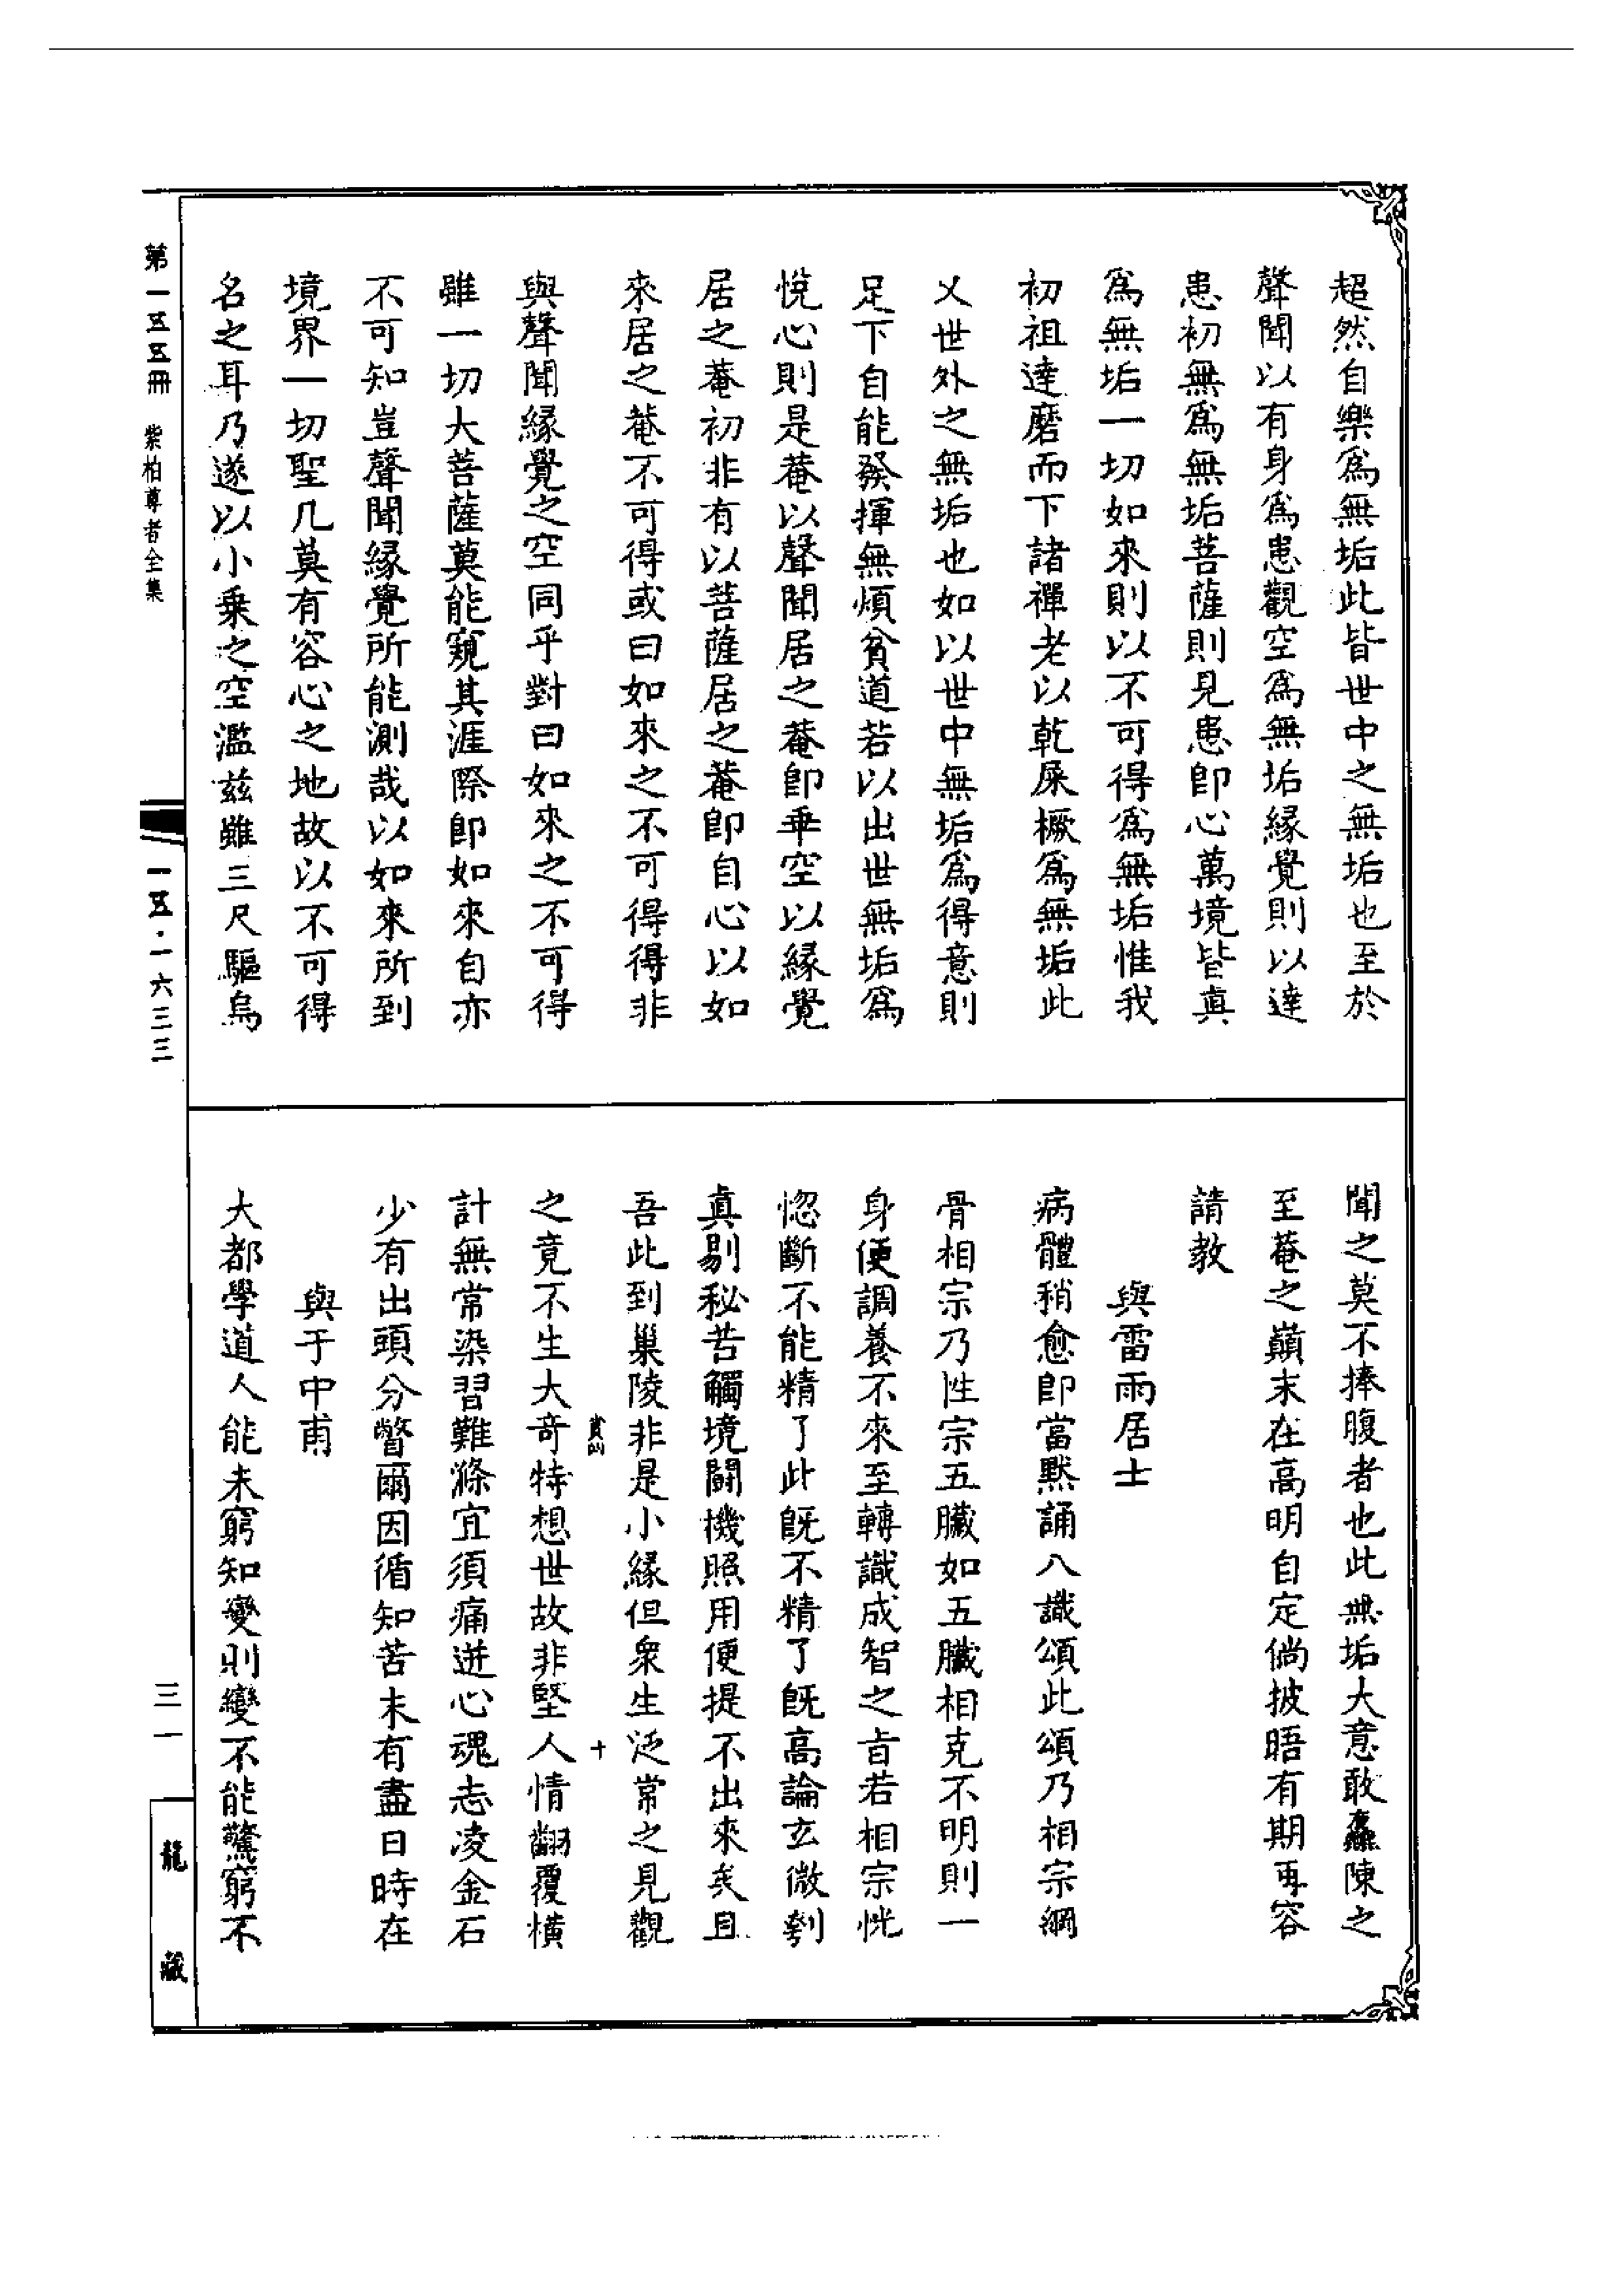 超然自樂爲無垢此皆世中之無垢也至於
聲聞以有身爲患觀空爲無垢緣覺則以達
患初無爲無垢菩薩則見患卽心萬境皆眞
爲無垢一切如來則以不可得爲無垢惟我
初祖達磨而下諸禪老以乾屎橛爲無垢此
又世外之無垢也如以世中無垢爲得意則
足下自能發揮無煩貧道若以出世無垢爲
悅心則是菴以聲聞居之菴卽乖空以緣覺
居之菴初非有以菩薩居之菴卽自心以如
來居之菴不可得或曰如來之不可得得非
與聲聞緣覺之空同乎對曰如來之不可得
雖一切大菩薩莫能窺其涯際卽如來自亦
不可知豈聲聞緣覺所能測哉以如來所到
境界一切聖凡莫有容心之地故以不可得
名之耳乃遂以小乗之空濫兹雖三尺驅烏
聞之莫不捧腹者也此無垢大意敢麤陳之
至菴之巔末在高明自定倘披晤有期再容
請教
與雷雨居士
病體稍愈卽當默誦八識頌此頌乃相宗綱
骨相宗乃性宗五臟如五臟相克不明則一
身便調養不來至轉識成智之旨若相宗恍
惚斷不能精了此旣不精了旣高論玄微刳
眞剔秘苦觸境鬪機照用便提不出來矣且
吾此到巢陵非是小緣但衆生泛常之見觀
之竟不生大奇特想世故非堅人情翻覆橫
十
計無常染習難滌宜須痛迸心魂志凌金石
少有出頭分瞥爾因循知苦未有盡日時在
與于中甫
大都學道人能未窮知變則變不能驚窮不
第一五五冊 紫柏尊者全集
一五·一六三三
三一
龍藏